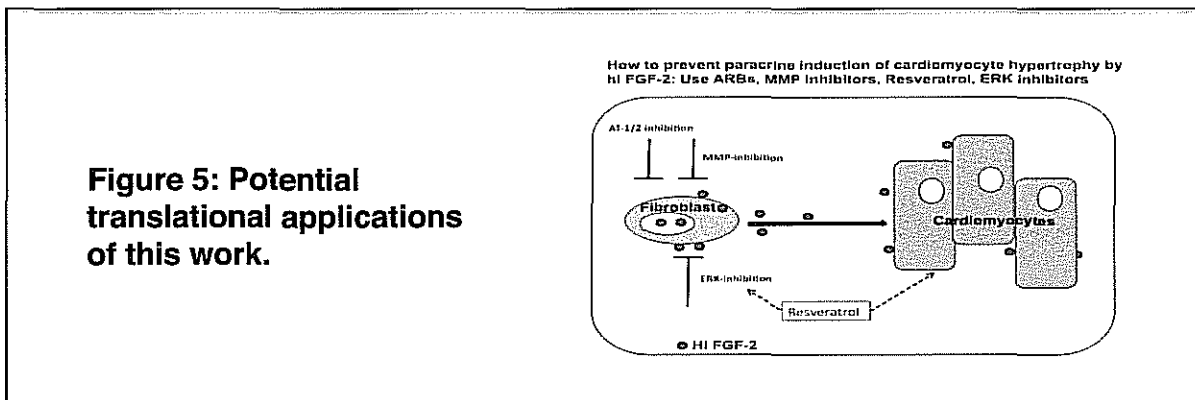 Figure 5: Potential
translational applications
of this work.
How to prevent paracrine induction of cardiomyocyte hypertrophy by
hi FGF-2: Use ARBs, MMP inhibitors, Resveratrol, ERK inhibitors
AT-1/2 inhibition
MMP-inhibition
Fibroblast
Cardiomyocytes
ERK-inhibition
Resveratrol
HI FGF-2